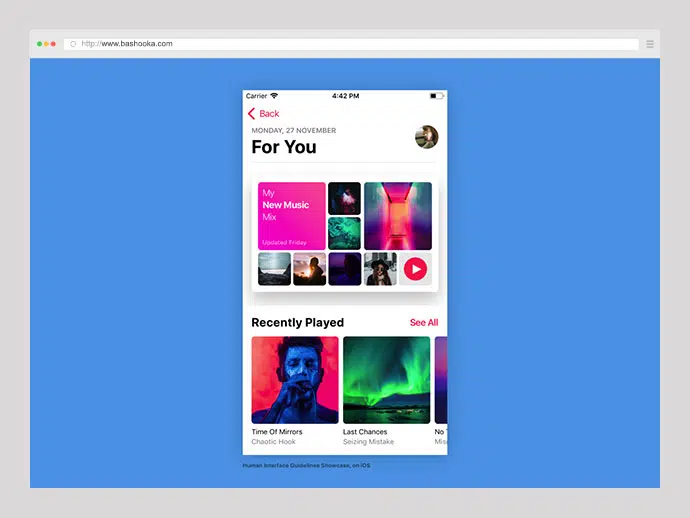 http://www.bashooka.com
Carrier 4:42 PM
Back
MONDAY, 27 NOVEMBER
For You
My
New Music
Mix
Updated Friday
Recently Played See All
Time Of Mirrors Last Chances No
Chaotic Hook Seizing Mistake Mis
Human Interface Guidelines Showcase, on iOS